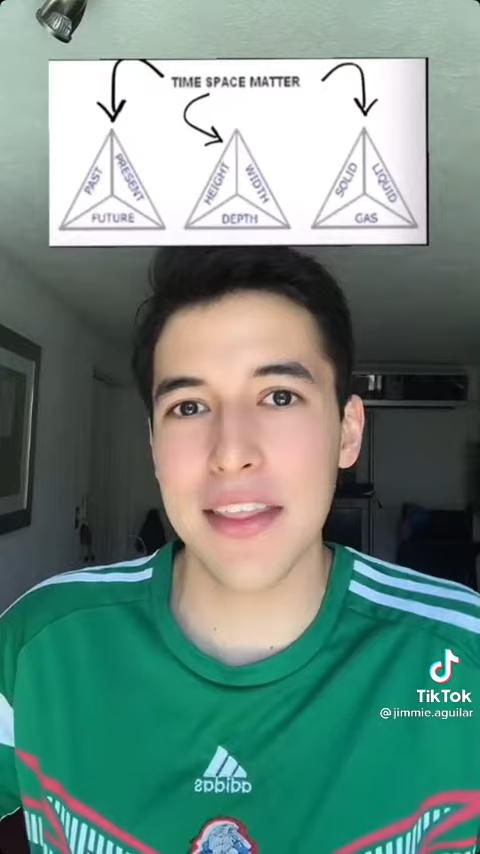 TIME SPACE MATTER
PAST
PRESENT
FUTURE
HEIGHT
WIDTH
DEPTH
SOLID
LIQUID
GAS
TikTok
@jimmie.aguilar
adidas